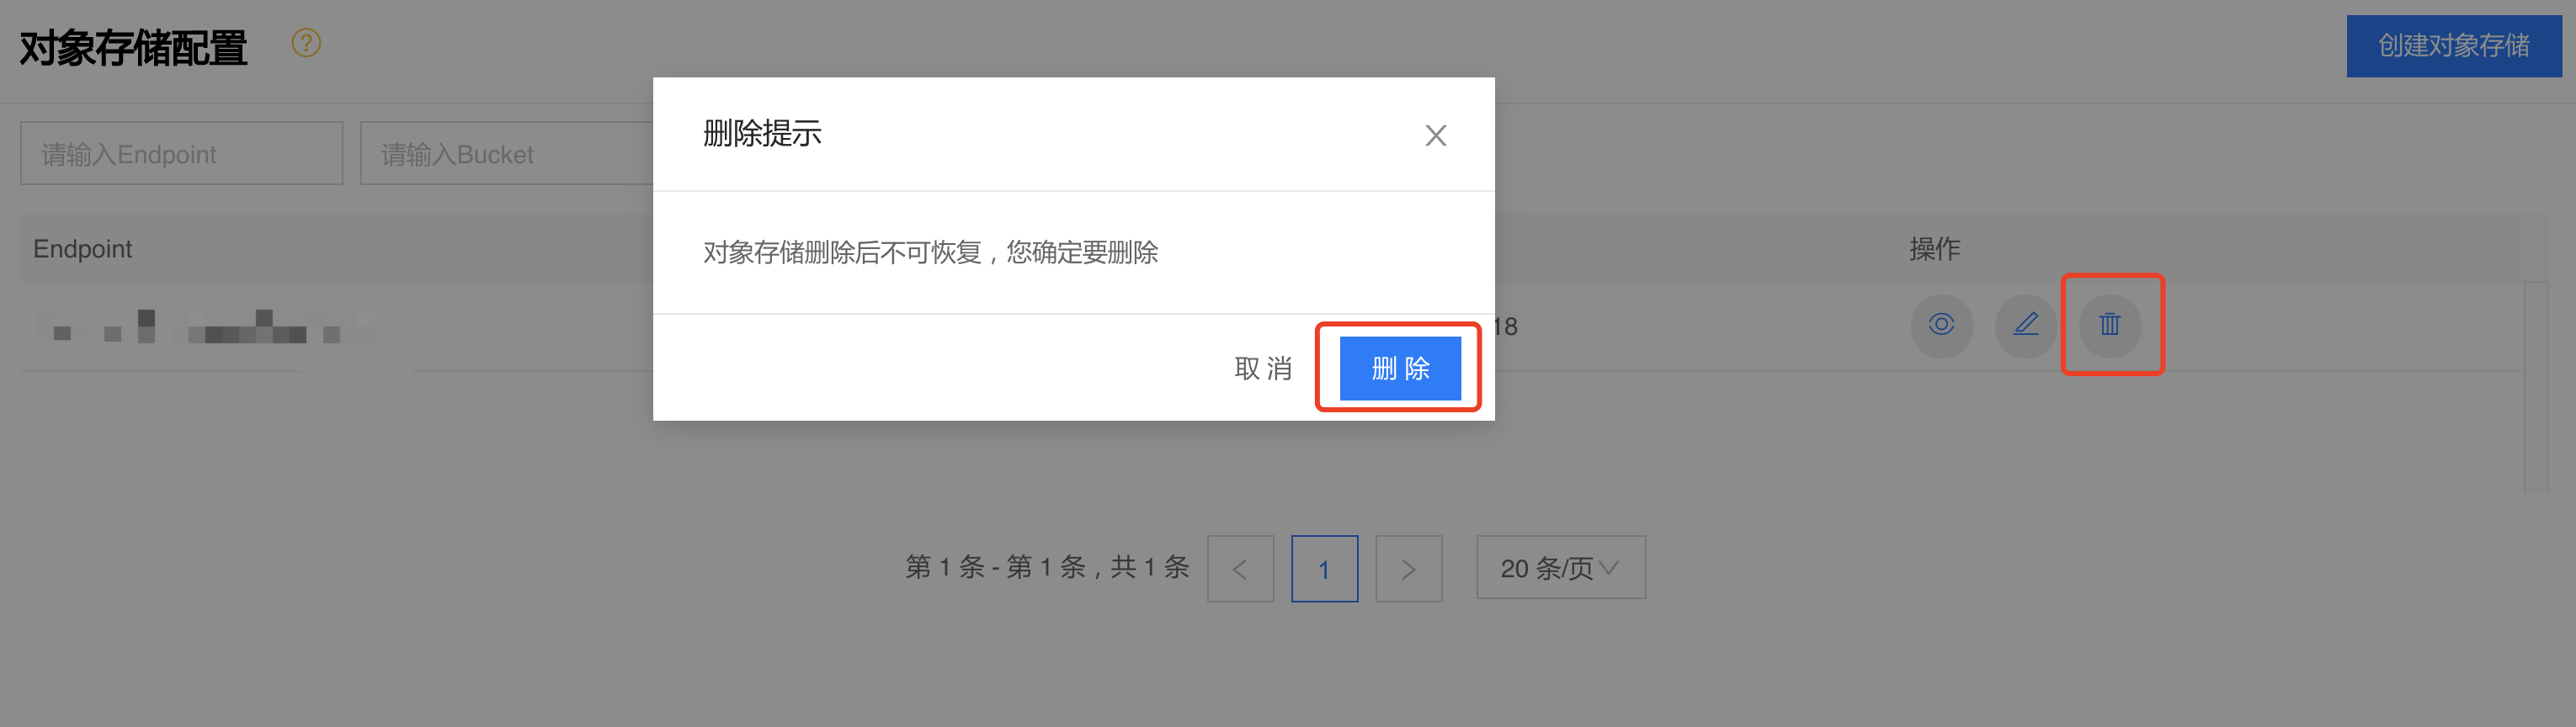 对象存储配置
创建对象存储
删除提示
请输入Endpoint
请输入Bucket
Endpoint
对象存储删除后不可恢复，您确定要删除
操作
18
取 消
删 除
第 1 条 - 第 1 条，共 1 条
1
20 条/页